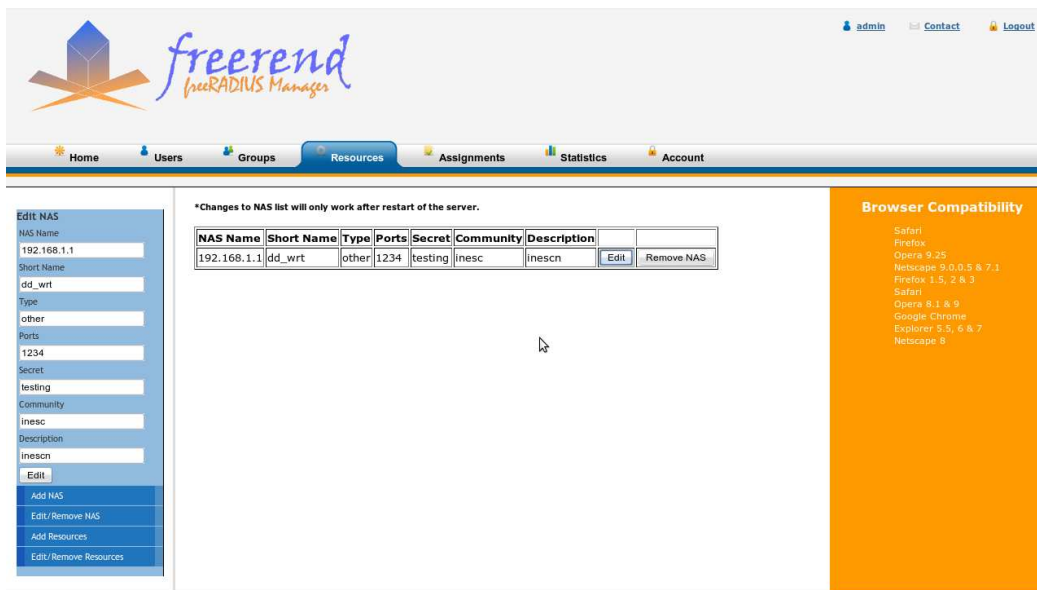 admin Contact Logout
freerend
freeRADIUS Manager
Home Users Groups Resources Assignments Statistics Account
Edit NAS
NAS Name
192.168.1.1
Short Name
dd_wrt
Type
other
Ports
1234
Secret
testing
Community
inesc
Description
inescn
Edit
Add NAS
Edit/Remove NAS
Add Resources
Edit/Remove Resources
*Changes to NAS list will only work after restart of the server.
NAS Name Short Name Type Ports Secret Community Description
192.168.1.1 dd_wrt other 1234 testing inesc inescn Edit Remove NAS
Browser Compatibility
Safari
Firefox
Opera 9.25
Netscape 9.0.0.5 & 7.1
Firefox 1.5, 2 & 3
Safari
Opera 8.1 & 9
Google Chrome
Explorer 5.5, 6 & 7
Netscape 8